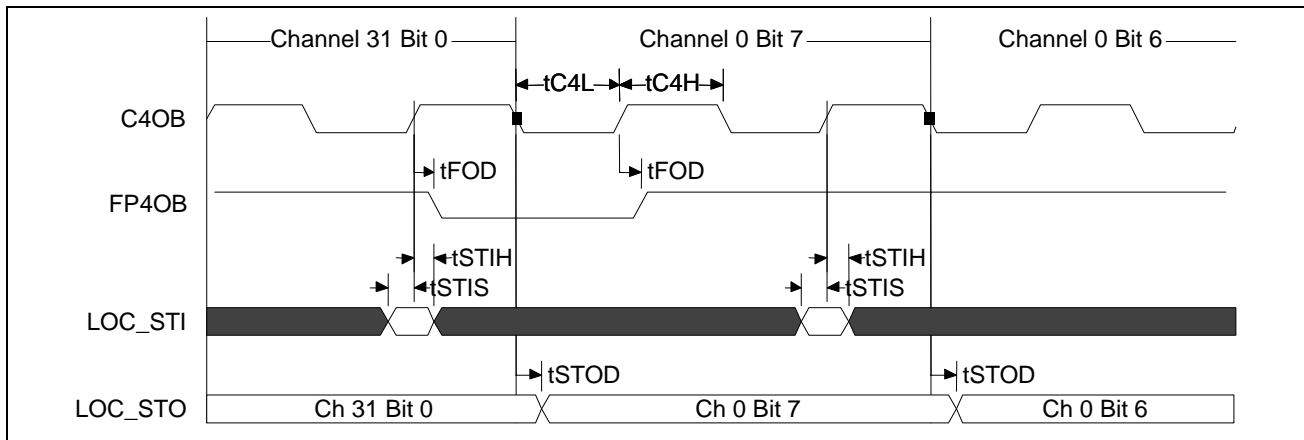 Channel 31 Bit 0
Channel 0 Bit 7
Channel 0 Bit 6
tC4L
tC4H
C4OB
tFOD
tFOD
FP4OB
tSTIH
tSTIH
tSTIS
tSTIS
LOC_STI
tSTOD
tSTOD
LOC_STO
Ch 31 Bit 0
Ch 0 Bit 7
Ch 0 Bit 6